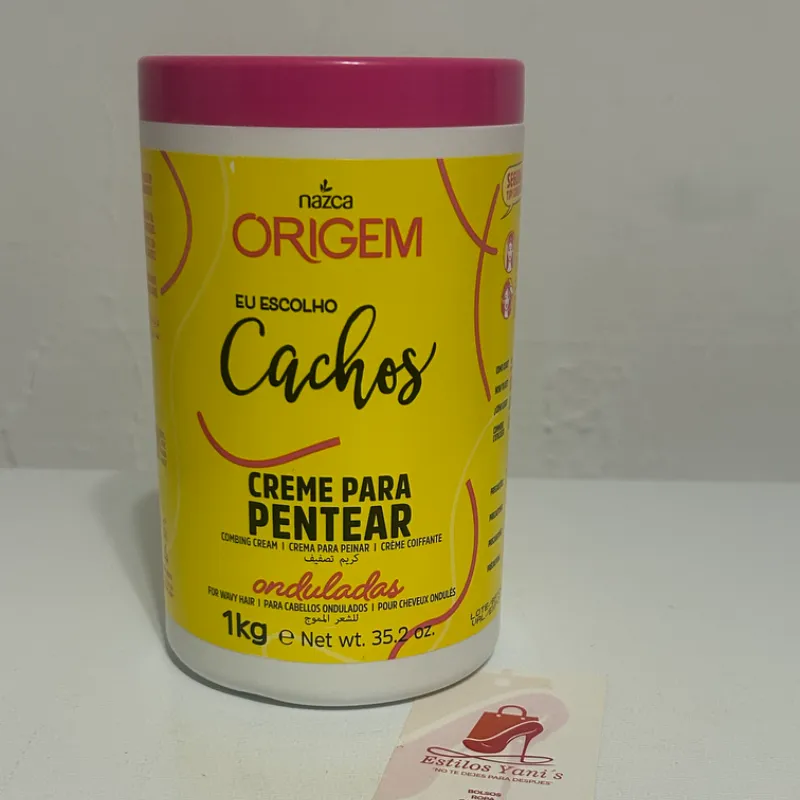 nazca
ORIGEM
EU ESCOLHO
Cachos
CREME PARA
PENTEAR
COMBING CREAM | CREMA PARA PEINAR | CRÈME COIFFANTE
كريم تصفيف
onduladas
FOR WAVY HAIR | PARA CABELLOS ONDULADOS | POUR CHEVEUX ONDULÉS
للشعر المموج
1kg ℮ Net wt. 35.2 oz.
Estilos Yani's
"NO TE DEJES PARA DESPUES"
BOLSOS
ROPA